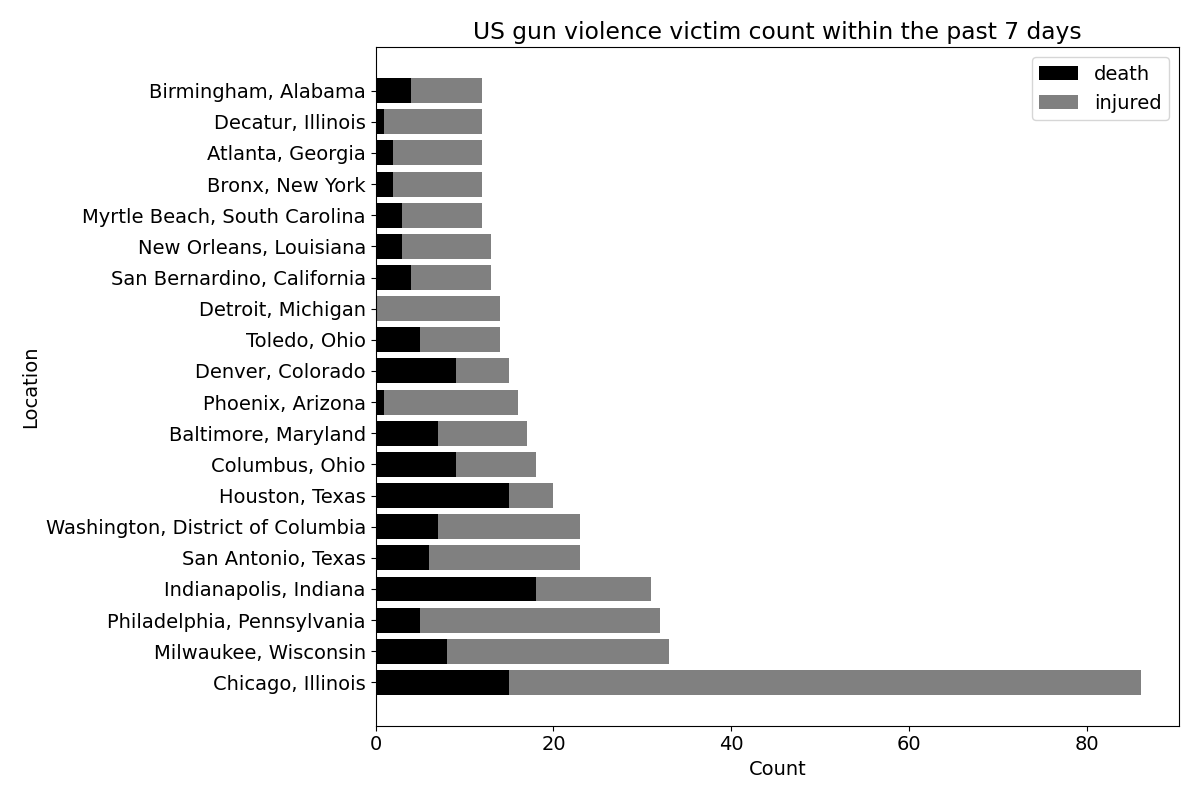 US gun violence victim count within the past 7 days
death
injured
Birmingham, Alabama
Decatur, Illinois
Atlanta, Georgia
Bronx, New York
Myrtle Beach, South Carolina
New Orleans, Louisiana
San Bernardino, California
Detroit, Michigan
Toledo, Ohio
Denver, Colorado
Phoenix, Arizona
Baltimore, Maryland
Columbus, Ohio
Houston, Texas
Washington, District of Columbia
San Antonio, Texas
Indianapolis, Indiana
Philadelphia, Pennsylvania
Milwaukee, Wisconsin
Chicago, Illinois
Location
0 20 40 60 80
Count